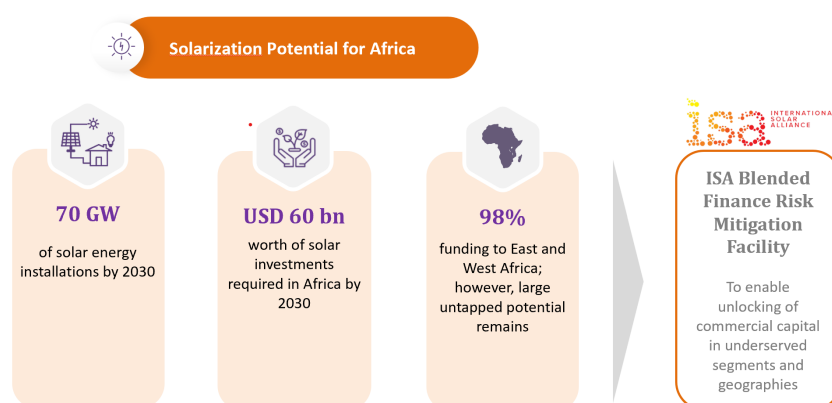 Solarization Potential for Africa
70 GW
of solar energy
installations by 2030
USD 60 bn
worth of solar
investments
required in Africa by
2030
98%
funding to East and
West Africa;
however, large
untapped potential
remains
isa
INTERNATIONA
SOLAR
ALLIANCE
ISA Blended
Finance Risk
Mitigation
Facility
To enable
unlocking of
commercial capital
in underserved
segments and
geographies